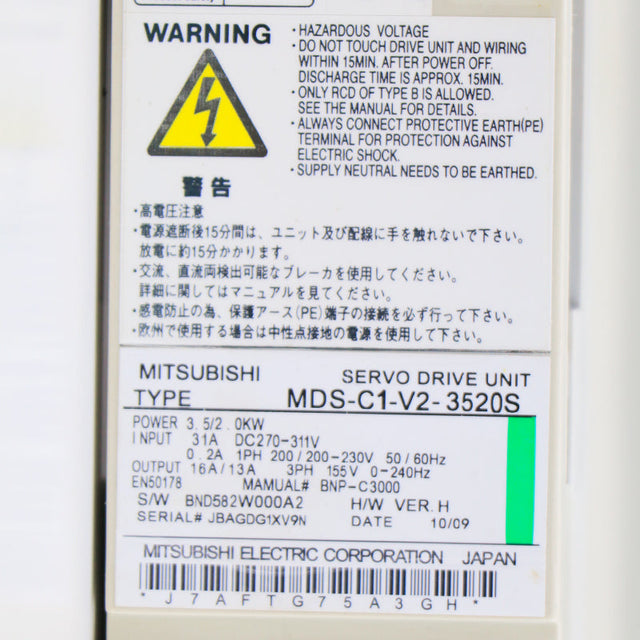 WARNING
・HAZARDOUS VOLTAGE
・DO NOT TOUCH DRIVE UNIT AND WIRING
WITHIN 15MIN. AFTER POWER OFF.
DISCHARGE TIME IS APPROX. 15MIN.
・ONLY RCD OF TYPE B IS ALLOWED.
SEE THE MANUAL FOR DETAILS.
・ALWAYS CONNECT PROTECTIVE EARTH(PE)
TERMINAL FOR PROTECTION AGAINST
ELECTRIC SHOCK.
・SUPPLY NEUTRAL NEEDS TO BE EARTHED.
警告
・高電圧注意
・電源遮断後15分間は、ユニット及び配線に手を触れないで下さい。
放電に約15分かかります。
・交流、直流両検出可能なブレーカを使用してください。
詳細に関してはマニュアルを見てください。
・感電防止の為、保護アース(PE)端子の接続を必ず行って下さい。
・欧州で使用する場合は中性点接地の電源を使用して下さい。
MITSUBISHI SERVO DRIVE UNIT
TYPE MDS-C1-V2-3520S
POWER 3.5/2.0KW
INPUT 31A DC270-311V
0.2A 1PH 200/200-230V 50/60Hz
OUTPUT 16A/13A 3PH 155V 0-240Hz
EN50178 MAMUAL# BNP-C3000
S/W BND582W000A2 H/W VER.H
SERIAL# JBAGDG1XV9N DATE 10/09
MITSUBISHI ELECTRIC CORPORATION JAPAN
*J7AFTG75A3GH*